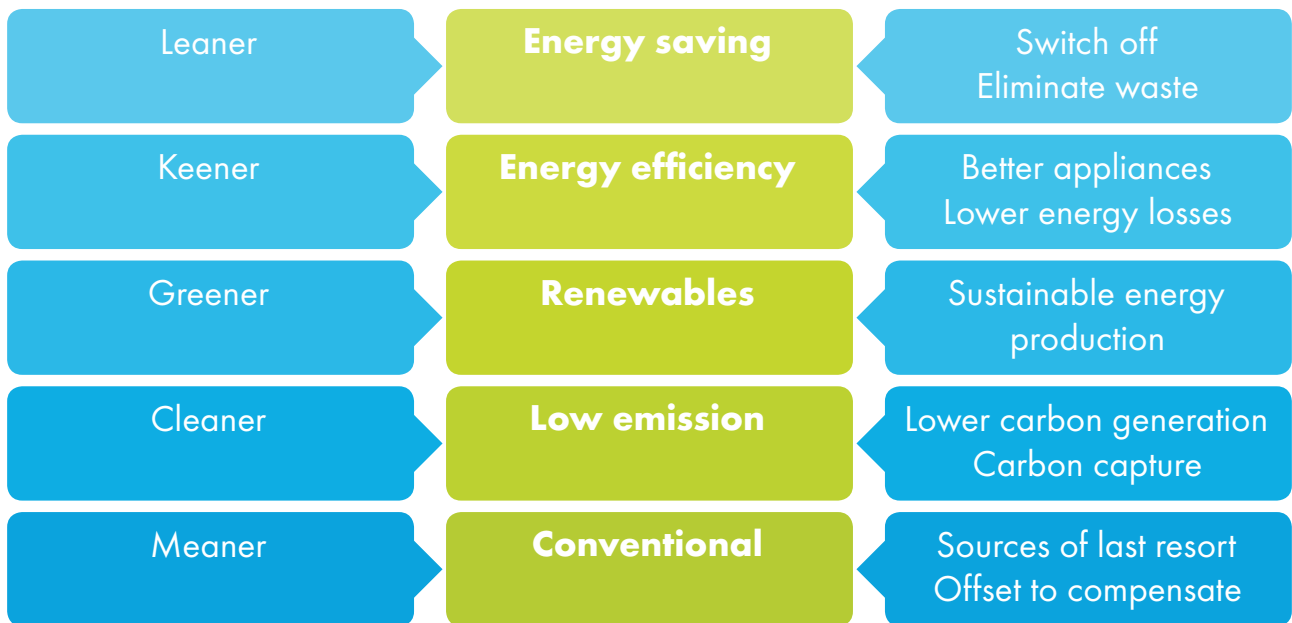 Leaner
Energy saving
Switch off
Eliminate waste
Keener
Energy efficiency
Better appliances
Lower energy losses
Greener
Renewables
Sustainable energy
production
Cleaner
Low emission
Lower carbon generation
Carbon capture
Meaner
Conventional
Sources of last resort
Offset to compensate